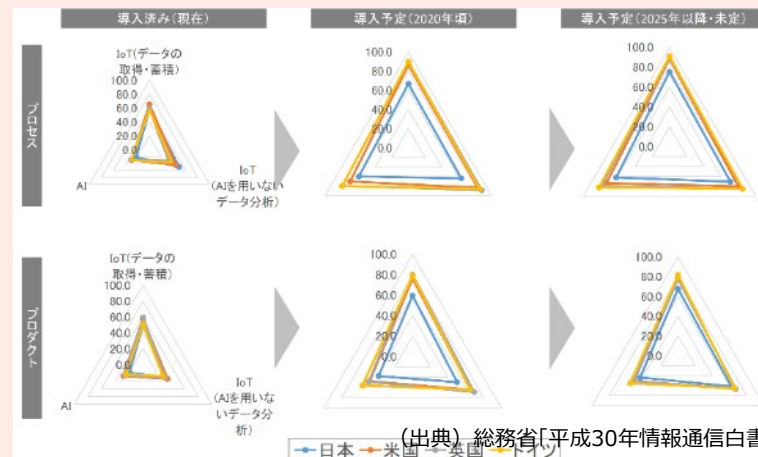 導入済み(現在)
導入予定(2020年頃)
導入予定(2025年以降・未定)
プロセス
IoT(データの
取得・蓄積)
100.0
80.0
60.0
40.0
20.0
0.0
AI
IoT
(AIを用いない
データ分析)
100.0
80.0
60.0
40.0
20.0
0.0
100.0
80.0
60.0
40.0
20.0
0.0
プロダクト
IoT(データの
取得・蓄積)
100.0
80.0
60.0
40.0
20.0
0.0
AI
IoT
(AIを用いな
いデータ分
析)
100.0
80.0
60.0
40.0
20.0
0.0
100.0
80.0
60.0
40.0
20.0
0.0
(出典)総務省「平成30年情報通信白書
日本 米国 英国 ドイツ